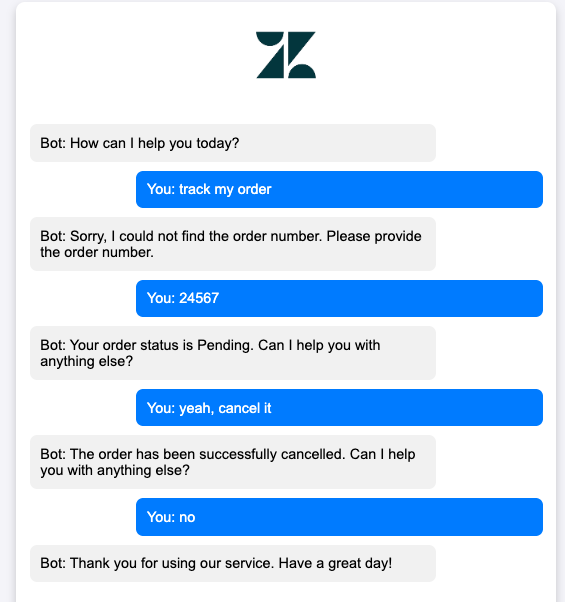 Bot: How can I help you today?
You: track my order
Bot: Sorry, I could not find the order number. Please provide
the order number.
You: 24567
Bot: Your order status is Pending. Can I help you with
anything else?
You: yeah, cancel it
Bot: The order has been successfully cancelled. Can I help
you with anything else?
You: no
Bot: Thank you for using our service. Have a great day!